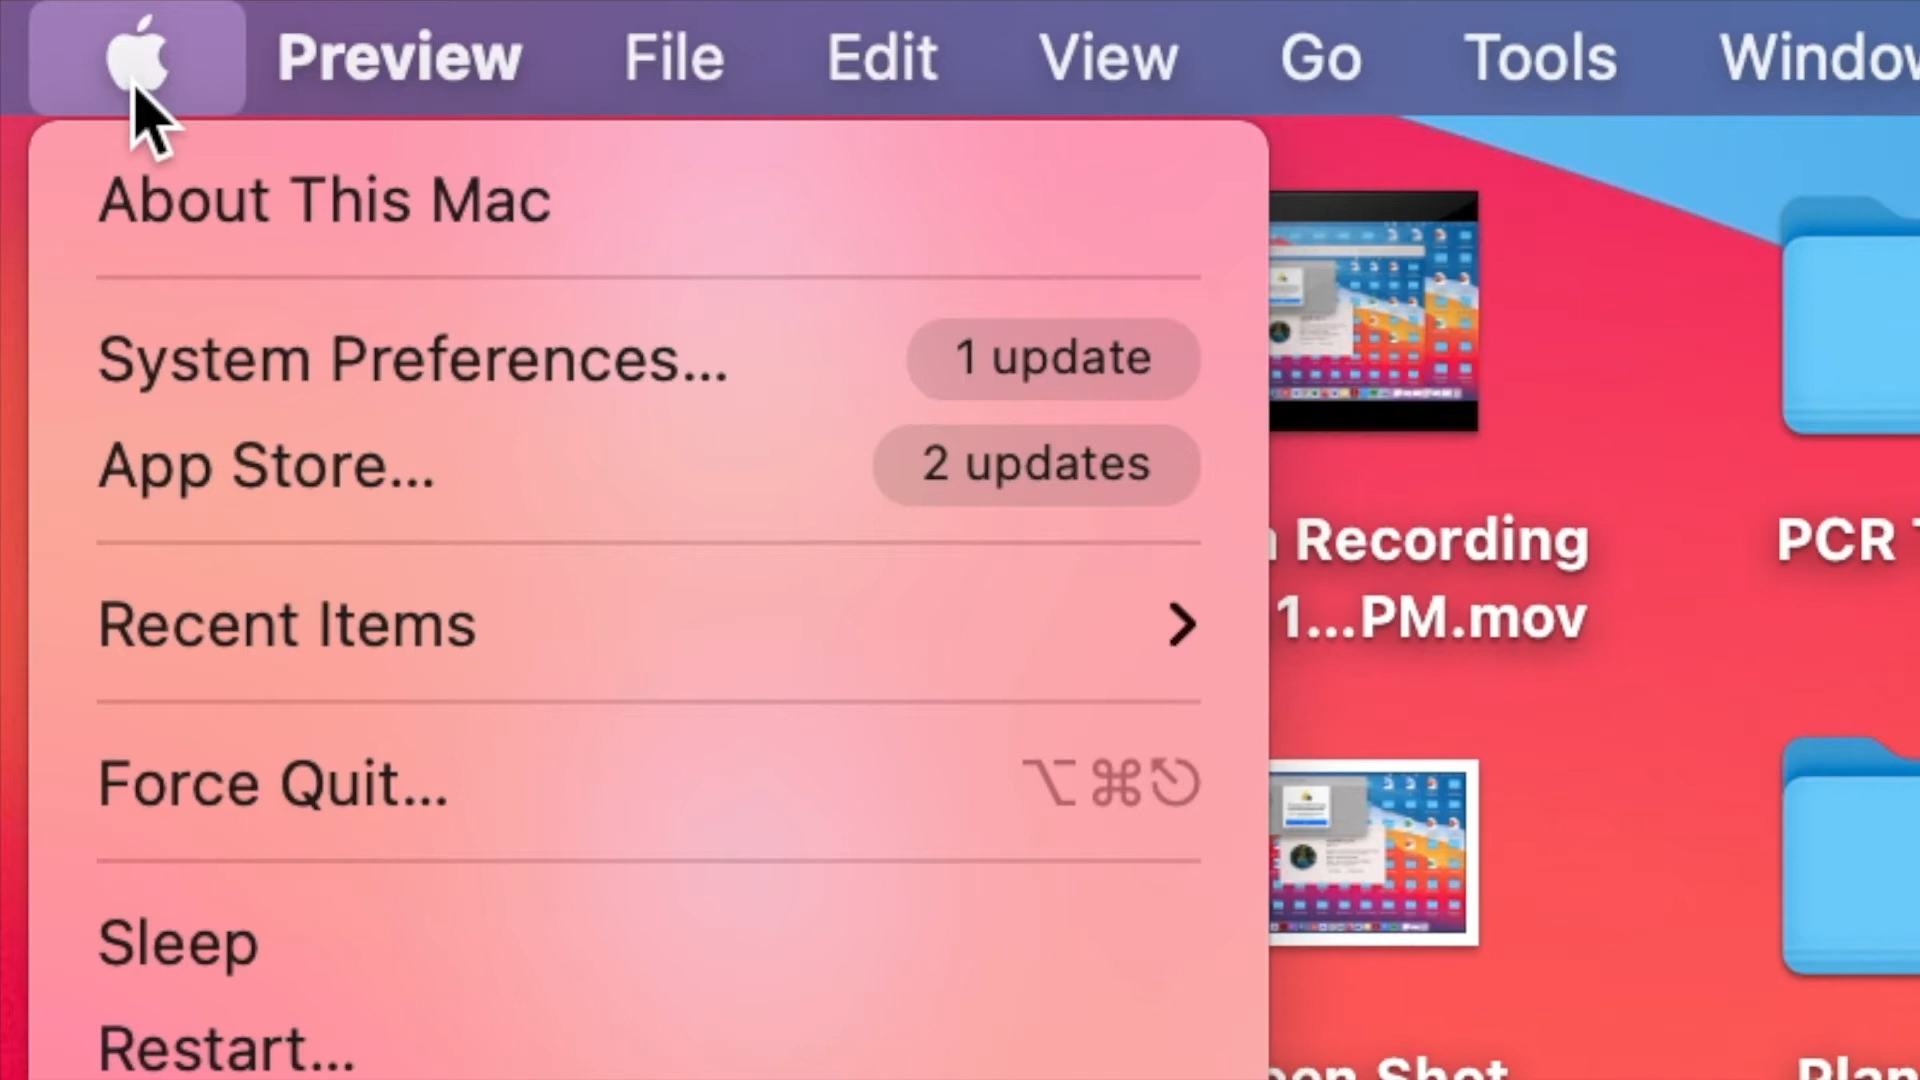 Preview File Edit View Go Tools
About This Mac
System Preferences... 1 update
App Store... 2 updates
Recent Items
Force Quit... ⌥⌘⎋
Sleep
Restart...
Recording
1...PM.mov
PCR
Shot